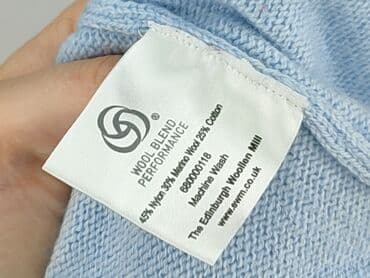 ®
WOOL BLEND
PERFORMANCE
45% Nylon 30% Merino Wool 25% Cotton
680000118
Machine Wash
The Edinburgh Woollen Mill
www.ewm.co.uk